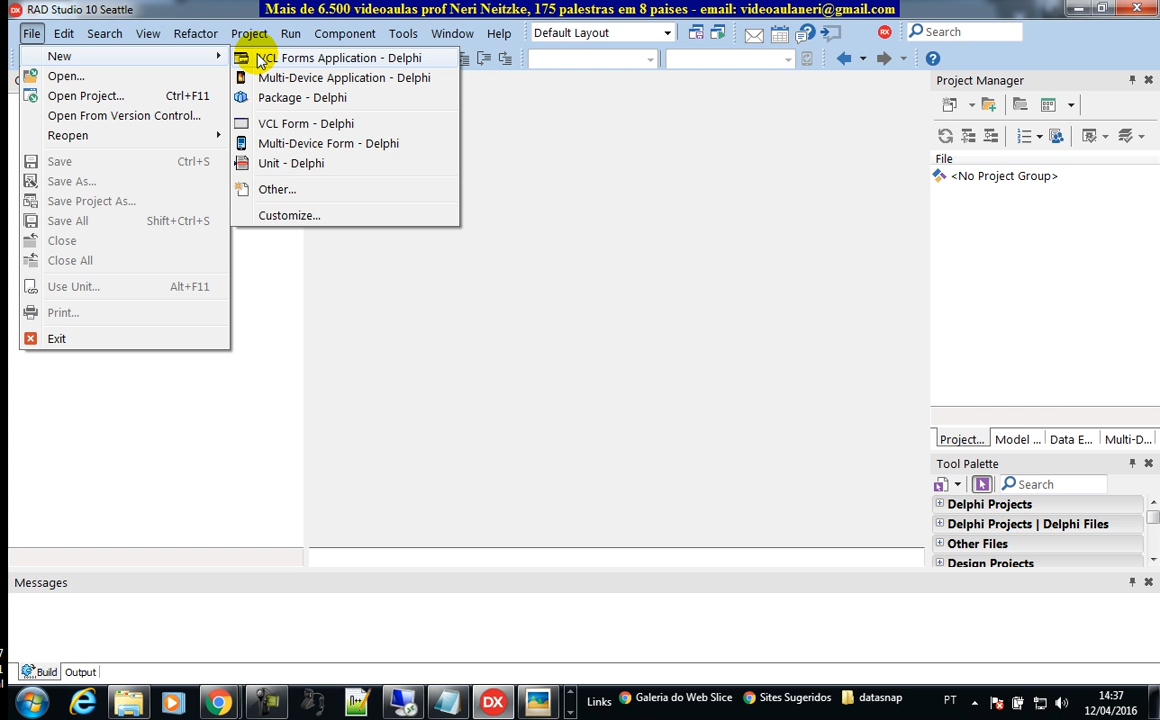 RAD Studio 10 Seattle
Mais de 6.500 videoaulas prof Neri Neitzke, 175 palestras em 8 paises - email: videoaulaneri@gmail.com
File Edit Search View Refactor Project Run Component Tools Window Help Default Layout Search
New
Open...
Open Project... Ctrl+F11
Open From Version Control...
Reopen
Save Ctrl+S
Save As...
Save Project As...
Save All Shift+Ctrl+S
Close
Close All
Use Unit... Alt+F11
Print...
Exit
VCL Forms Application - Delphi
Multi-Device Application - Delphi
Package - Delphi
VCL Form - Delphi
Multi-Device Form - Delphi
Unit - Delphi
Other...
Customize...
Project Manager
File
<No Project Group>
Project... Model ... Data E... Multi-D...
Tool Palette
Search
Delphi Projects
Delphi Projects | Delphi Files
Other Files
Design Projects
Messages
Build Output
Links Galeria do Web Slice Sites Sugeridos datasnap PT 14:37
12/04/2016